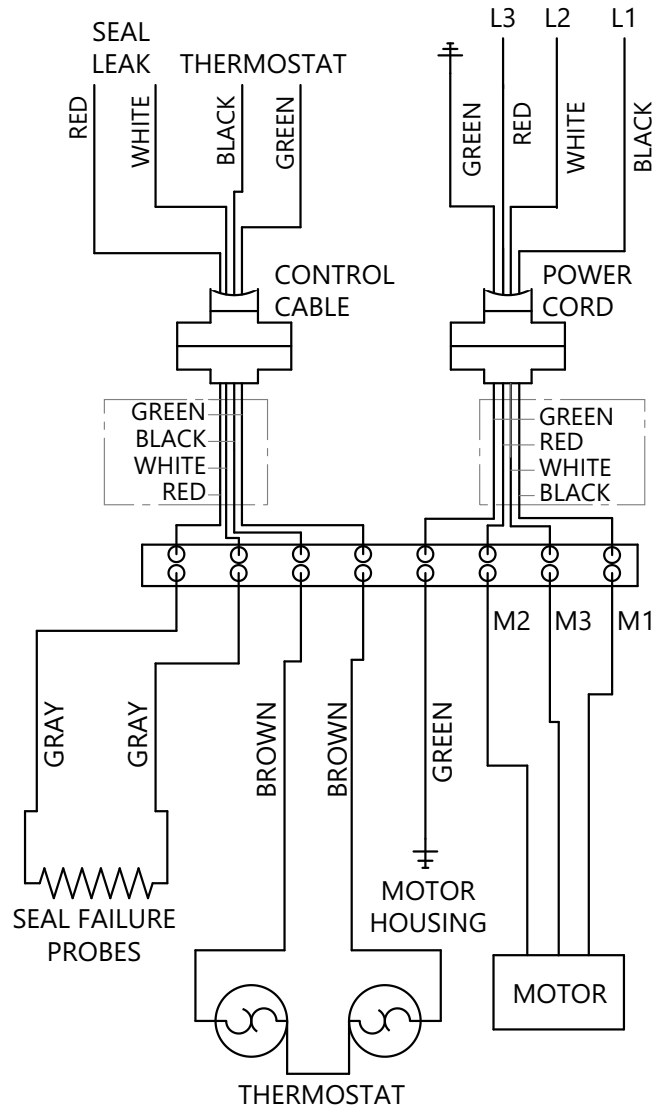 SEAL
LEAK
THERMOSTAT
RED
WHITE
BLACK
GREEN
L3
L2
L1
GREEN
RED
WHITE
BLACK
CONTROL
CABLE
POWER
CORD
GREEN
BLACK
WHITE
RED
GREEN
RED
WHITE
BLACK
M2
M3
M1
GRAY
GRAY
BROWN
BROWN
GREEN
SEAL FAILURE
PROBES
MOTOR
HOUSING
MOTOR
THERMOSTAT